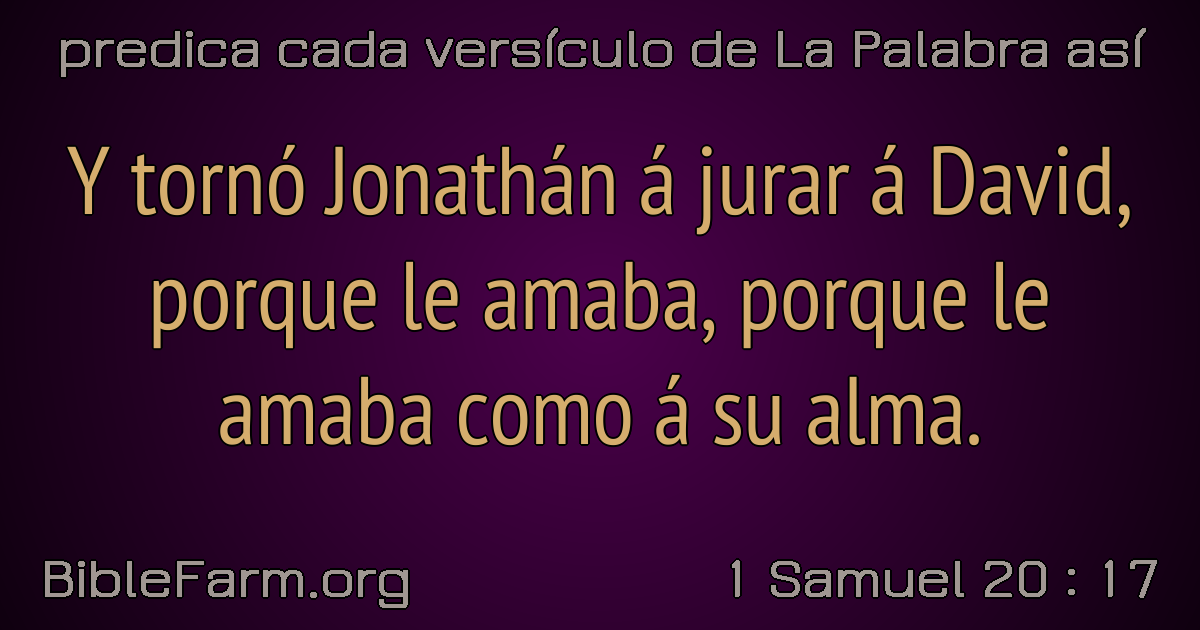 predica cada versículo de La Palabra así
Y tornó Jonathán á jurar á David,
porque le amaba, porque le
amaba como á su alma.
BibleFarm.org
1 Samuel 20 : 17